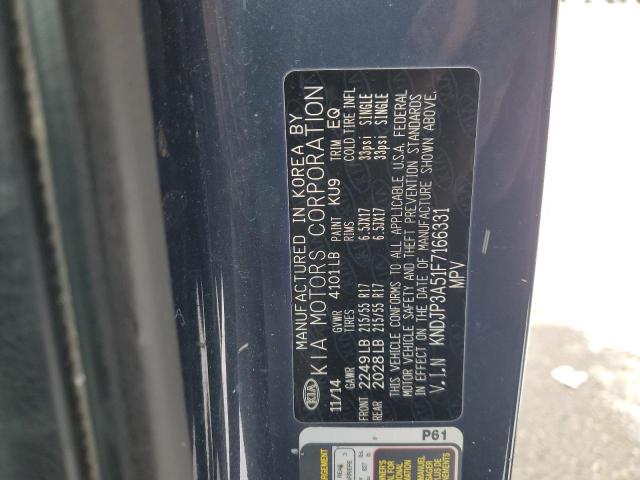 MANUFACTURED IN KOREA BY
KIA KIA MOTORS CORPORATION
11/14 GVWR 4101LB PAINT KU9 TRIM EQ
GAWR TIRES RIMS COLD TIRE INFL
FRONT 2249LB 215/55 R17 6.5JX17 33psi SINGLE
REAR 2028LB 215/55 R17 6.5JX17 33psi SINGLE
THIS VEHICLE CONFORMS TO ALL APPLICABLE U.S.A. FEDERAL
MOTOR VEHICLE SAFETY AND THEFT PREVENTION STANDARDS
IN EFFECT ON THE DATE OF MANUFACTURE SHOWN ABOVE.
V.I.N KNDJP3A51F7166331
MPV
P61